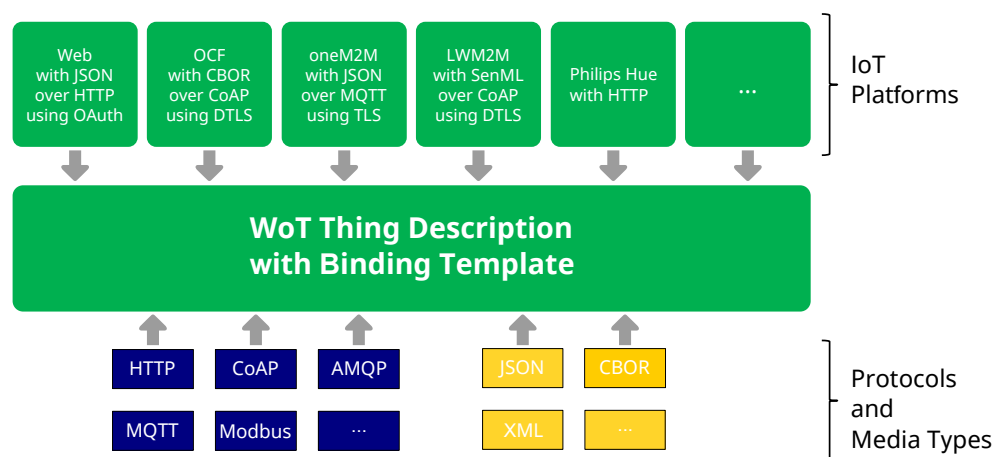 Web
with JSON
over HTTP
using OAuth
OCF
with CBOR
over CoAP
using DTLS
oneM2M
with JSON
over MQTT
using TLS
LWM2M
with SenML
over CoAP
using DTLS
Philips Hue
with HTTP
...
IoT
Platforms
WoT Thing Description
with Binding Template
HTTP
CoAP
AMQP
JSON
CBOR
MQTT
Modbus
...
XML
...
Protocols
and
Media Types